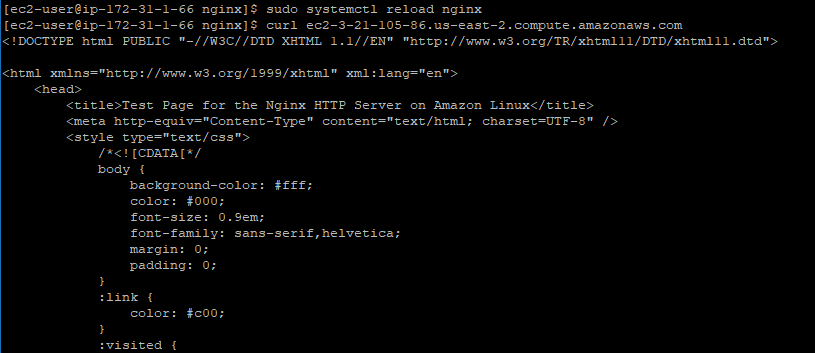 [ec2-user@ip-172-31-1-66 nginx]$ sudo systemctl reload nginx
[ec2-user@ip-172-31-1-66 nginx]$ curl ec2-3-21-105-86.us-east-2.compute.amazonaws.com
<!DOCTYPE html PUBLIC "-//W3C//DTD XHTML 1.1//EN" "http://www.w3.org/TR/xhtml11/DTD/xhtml11.dtd">
<html xmlns="http://www.w3.org/1999/xhtml" xml:lang="en">
    <head>
        <title>Test Page for the Nginx HTTP Server on Amazon Linux</title>
        <meta http-equiv="Content-Type" content="text/html; charset=UTF-8" />
        <style type="text/css">
            /*<![CDATA[*/
            body {
                background-color: #fff;
                color: #000;
                font-size: 0.9em;
                font-family: sans-serif,helvetica;
                margin: 0;
                padding: 0;
            }
            :link {
                color: #c00;
            }
            :visited {